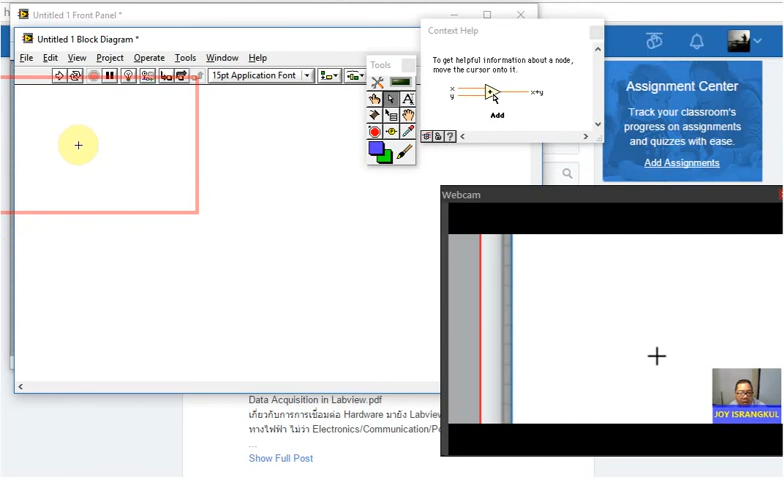 Untitled 1 Front Panel *
Untitled 1 Block Diagram *
File Edit View Project Operate Tools Window Help
15pt Application Font
Tools
Context Help
To get helpful information about a node,
move the cursor onto it.
x
y
x+y
Add
Assignment Center
Track your classroom's
progress on assignments
and quizzes with ease!
Add Assignments
Webcam
JOY ISRANGKUL
Data Acquisition in Labview.pdf
เกี่ยวกับการการเชื่อมต่อ Hardware มายัง Labview
ทางไฟฟ้า ไม่ว่า Electronics/Communication/Po
...
Show Full Post